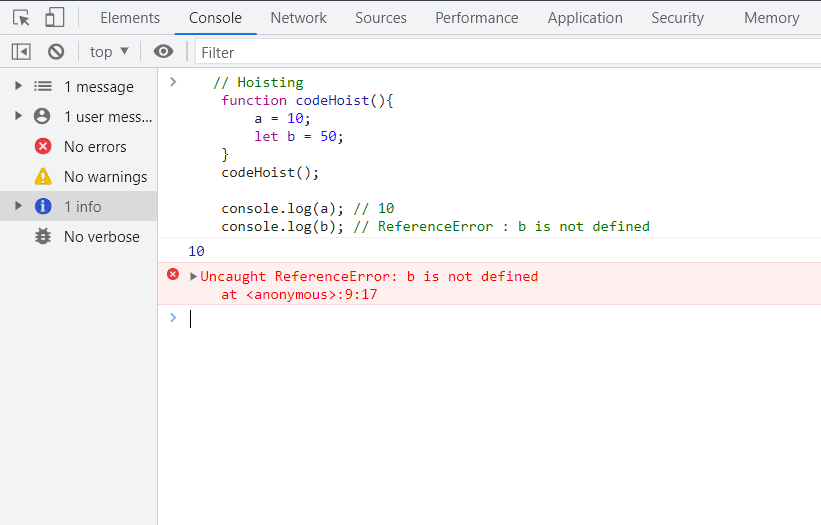 Elements Console Network Sources Performance Application Security Memory
top ▼ Filter
1 message
1 user mess...
No errors
No warnings
1 info
No verbose
// Hoisting
function codeHoist(){
a = 10;
let b = 50;
}
codeHoist();
console.log(a); // 10
console.log(b); // ReferenceError : b is not defined
10
Uncaught ReferenceError: b is not defined
at <anonymous>:9:17